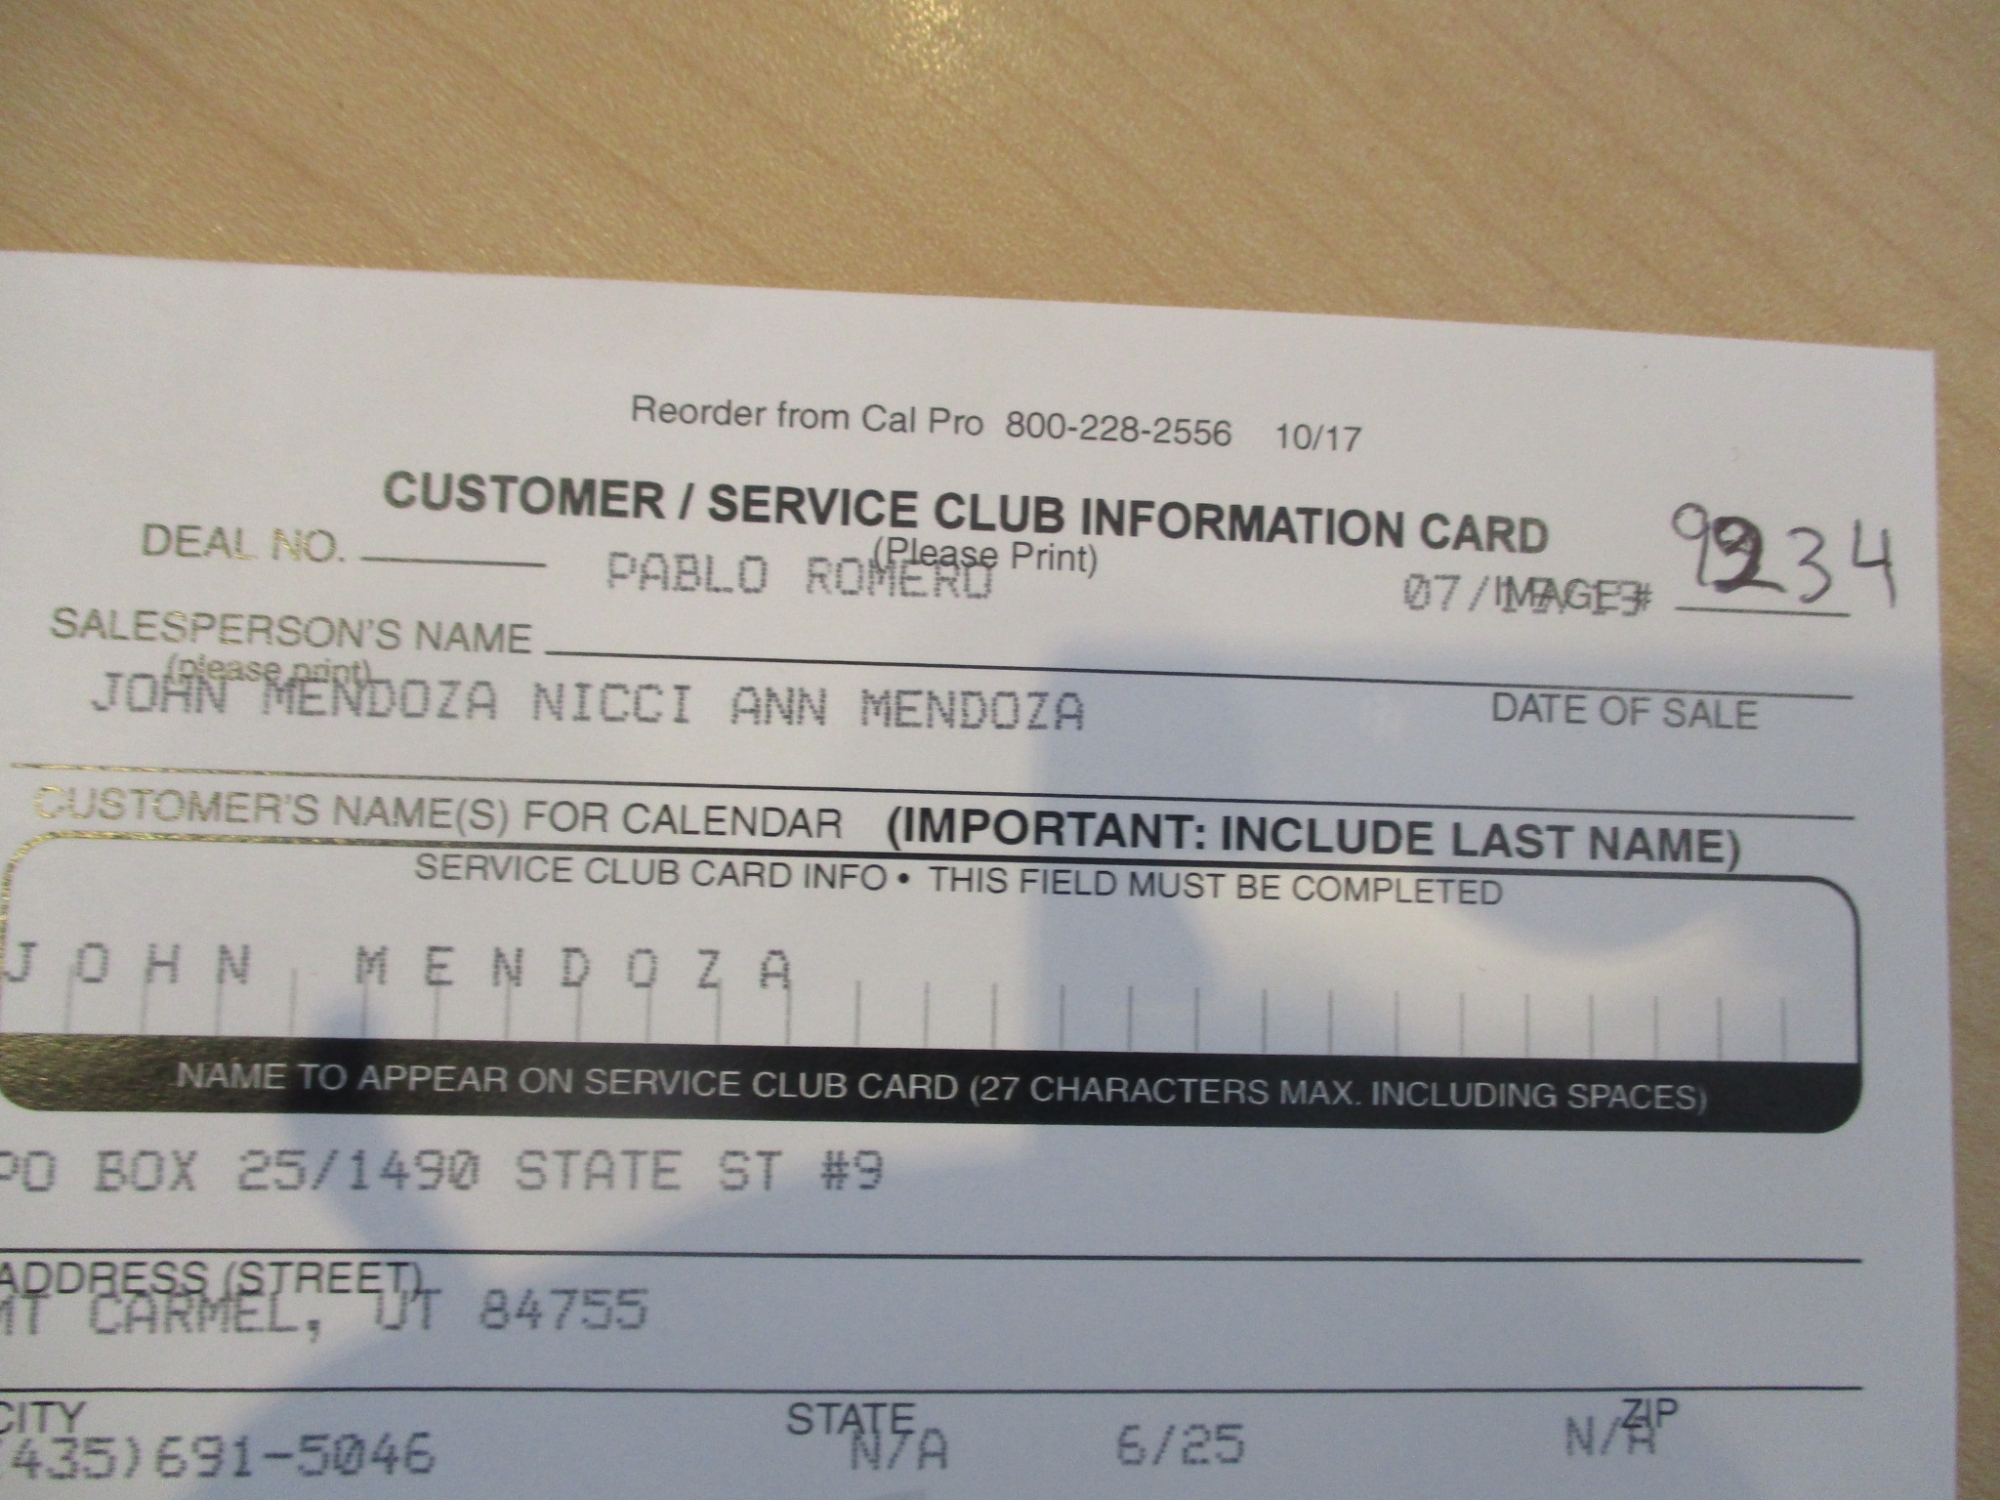 Reorder from Cal Pro 800-228-2556 10/17
CUSTOMER / SERVICE CLUB INFORMATION CARD
(Please Print)
DEAL NO.
PABLO ROMERO
07/ IMAGE#
SALESPERSON'S NAME
(please print)
DATE OF SALE
JOHN MENDOZA NICCI ANN MENDOZA
CUSTOMER'S NAME(S) FOR CALENDAR (IMPORTANT: INCLUDE LAST NAME)
SERVICE CLUB CARD INFO • THIS FIELD MUST BE COMPLETED
JOHN MENDOZA
NAME TO APPEAR ON SERVICE CLUB CARD (27 CHARACTERS MAX. INCLUDING SPACES)
PO BOX 25/1490 STATE ST #9
ADDRESS (STREET)
MT CARMEL, UT 84755
CITY STATE ZIP
(435)691-5046 N/A 6/25 N/A